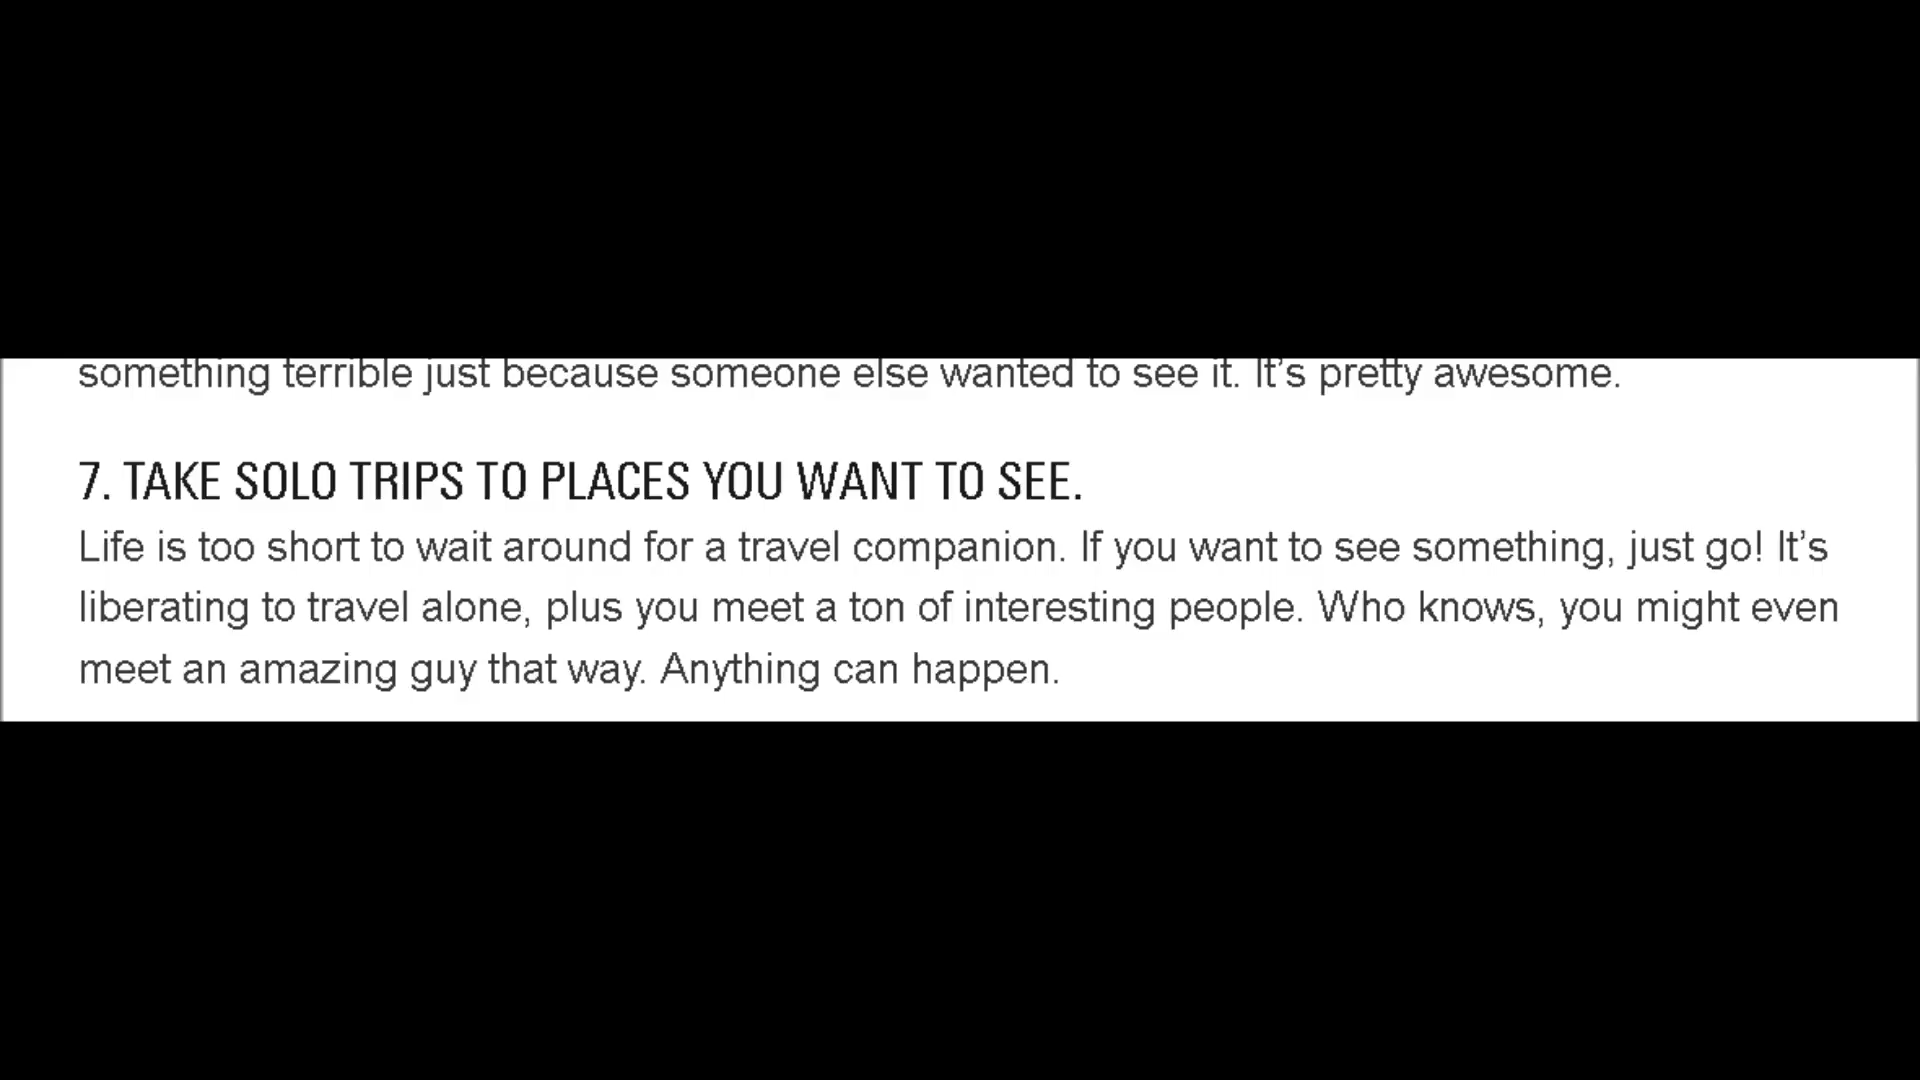 something terrible just because someone else wanted to see it. It’s pretty awesome.
7. TAKE SOLO TRIPS TO PLACES YOU WANT TO SEE.
Life is too short to wait around for a travel companion. If you want to see something, just go! It’s
liberating to travel alone, plus you meet a ton of interesting people. Who knows, you might even
meet an amazing guy that way. Anything can happen.